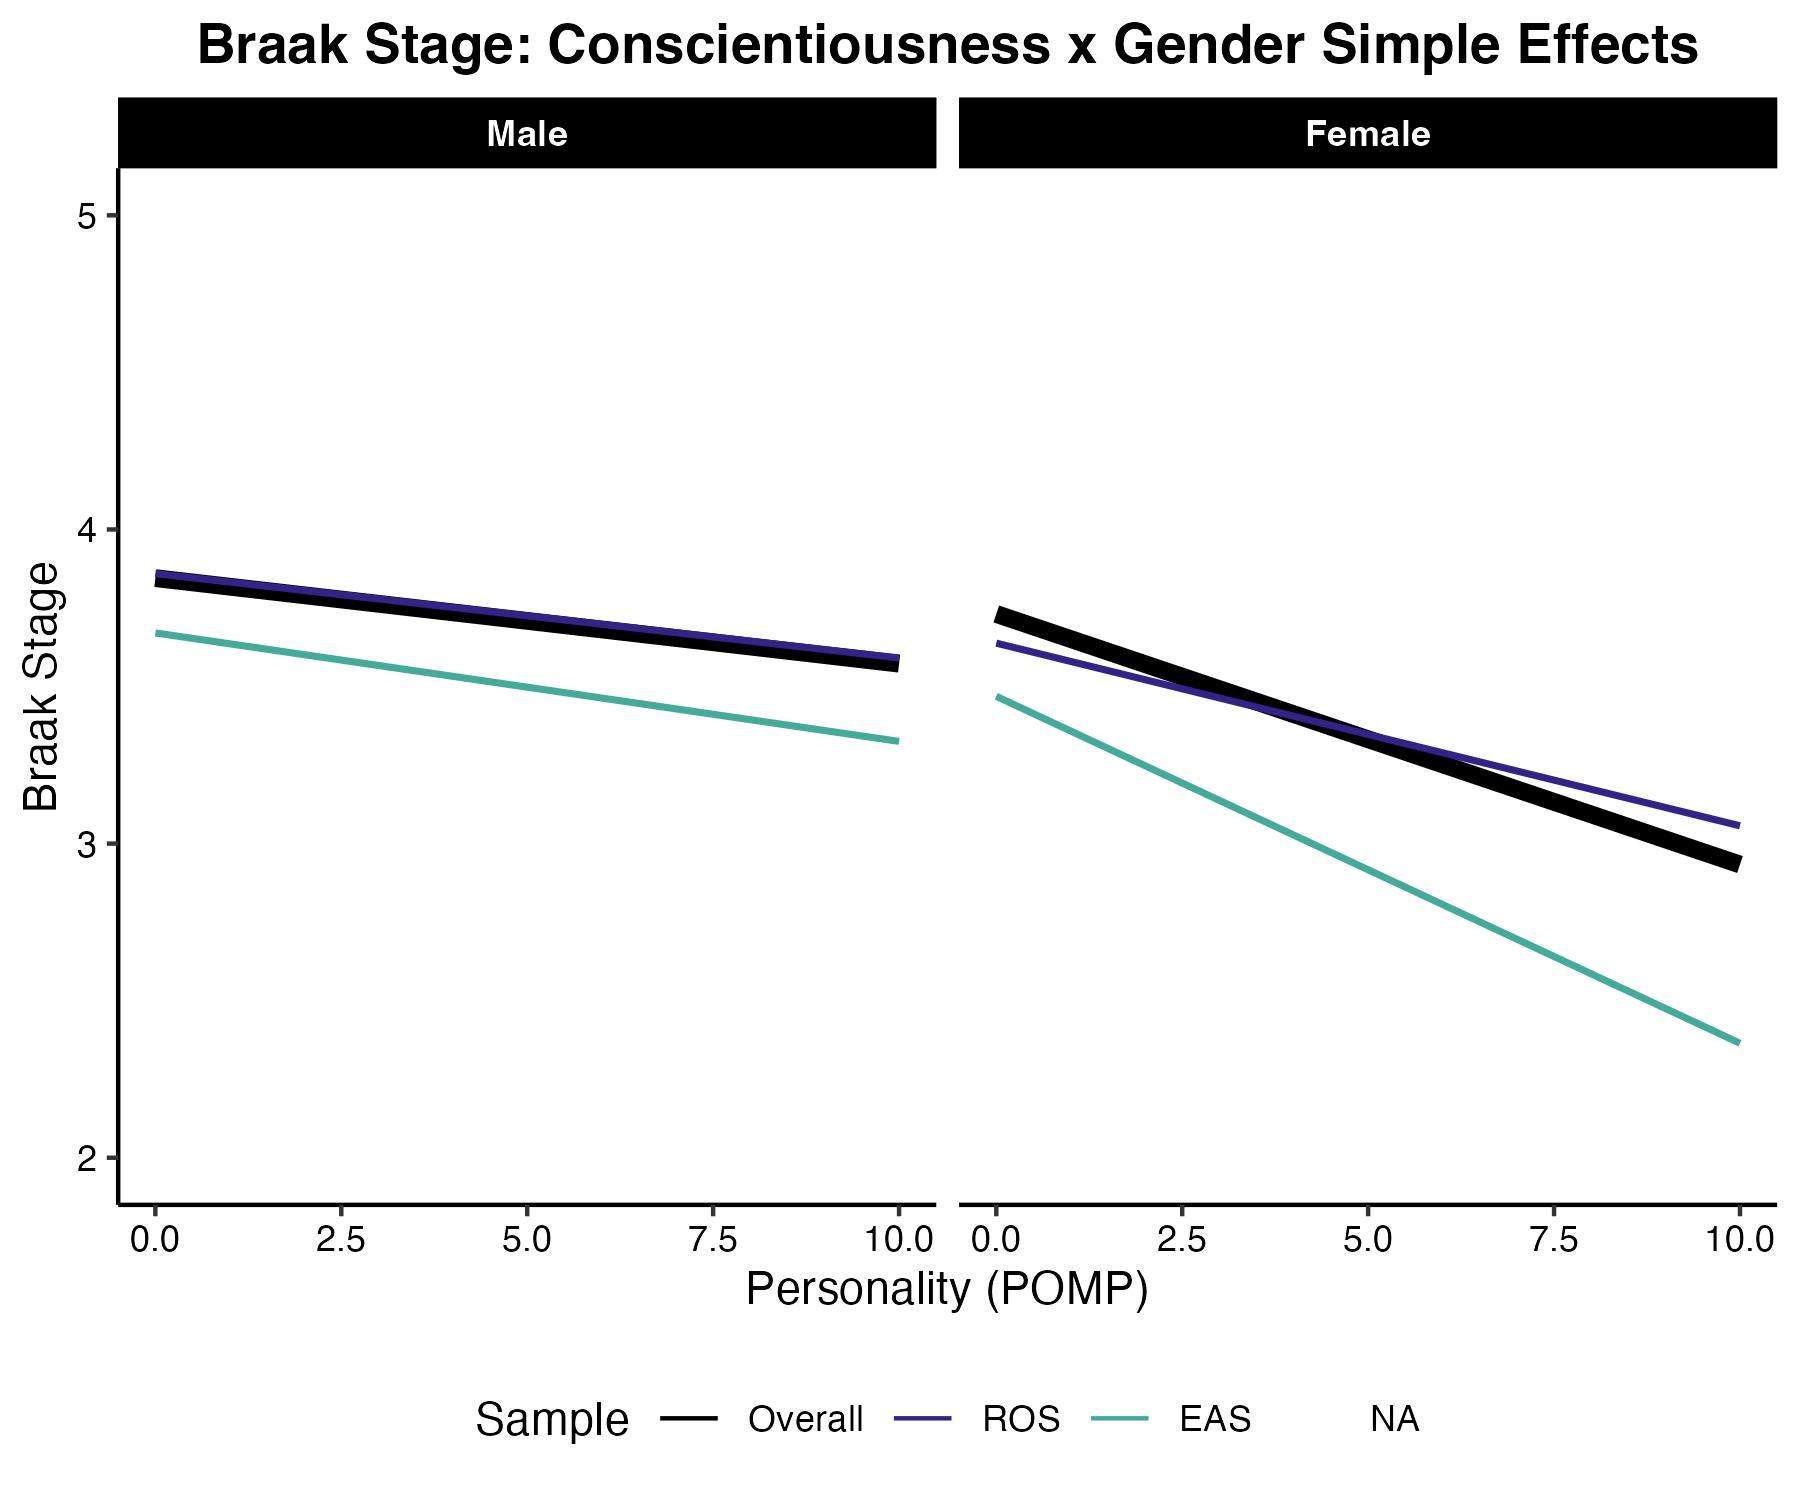 Braak Stage: Conscientiousness x Gender Simple Effects
Male
Female
Braak Stage
5
4
3
2
0.0 2.5 5.0 7.5 10.0
0.0 2.5 5.0 7.5 10.0
Personality (POMP)
Sample Overall ROS EAS NA